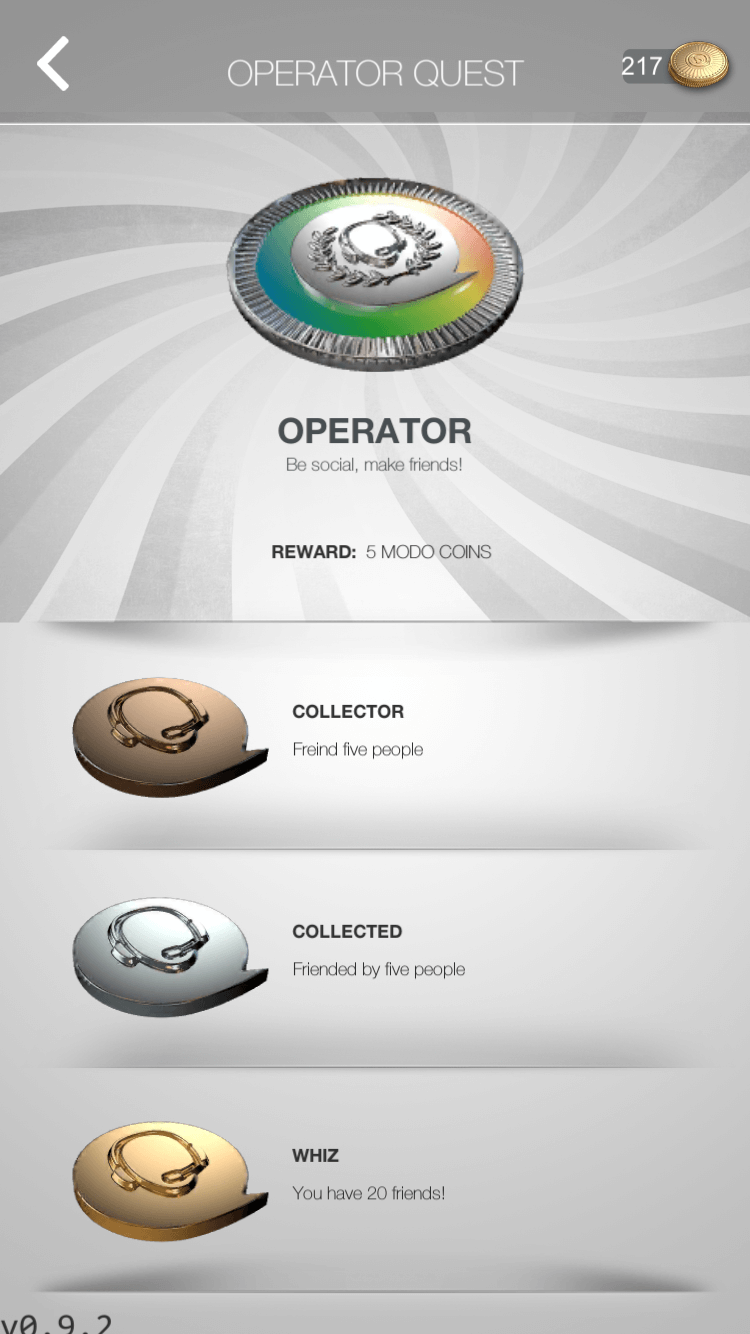 OPERATOR QUEST
217
OPERATOR
Be social, make friends!
REWARD: 5 MODO COINS
COLLECTOR
Freind five people
COLLECTED
Friended by five people
WHIZ
You have 20 friends!
v0.9.2